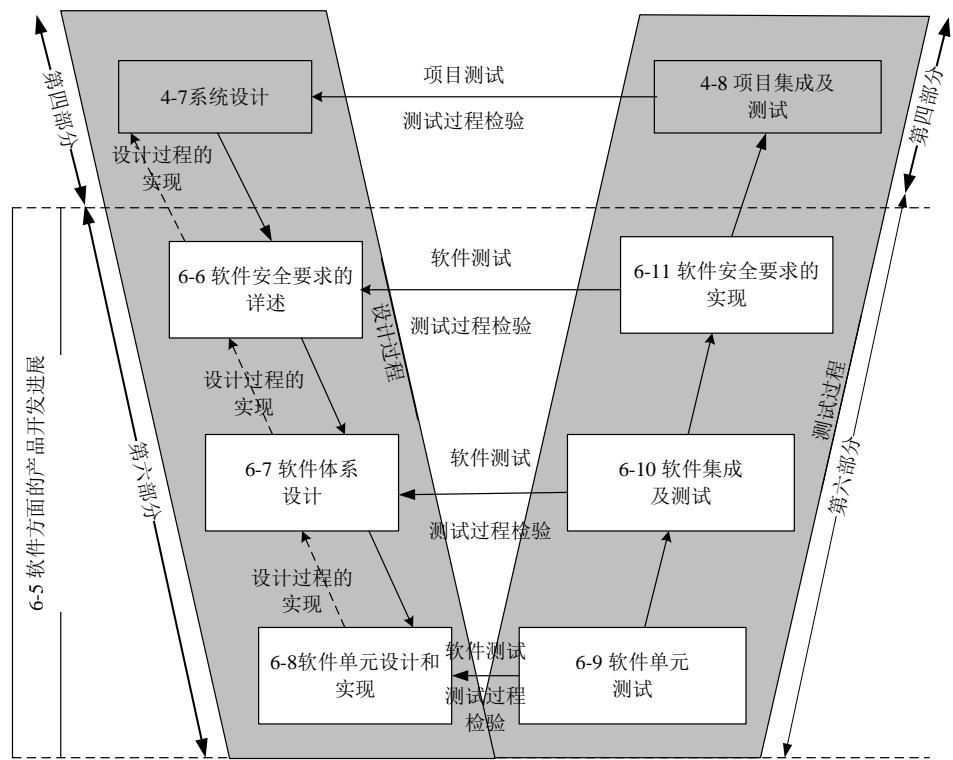 项目测试
4-7系统设计
4-8 项目集成及
测试
测试过程检验
第四部分
第四部分
设计过程的
实现
软件测试
6-6 软件安全要求的
详述
6-11 软件安全要求的
实现
测试过程检验
设计过程
测试过程
设计过程的
实现
6-5 软件方面的产品开发进展
第六部分
第六部分
软件测试
6-7 软件体系
设计
6-10 软件集成
及测试
测试过程检验
设计过程的
实现
软件测试
6-8软件单元设计和
实现
6-9 软件单元
测试
测试过程
检验